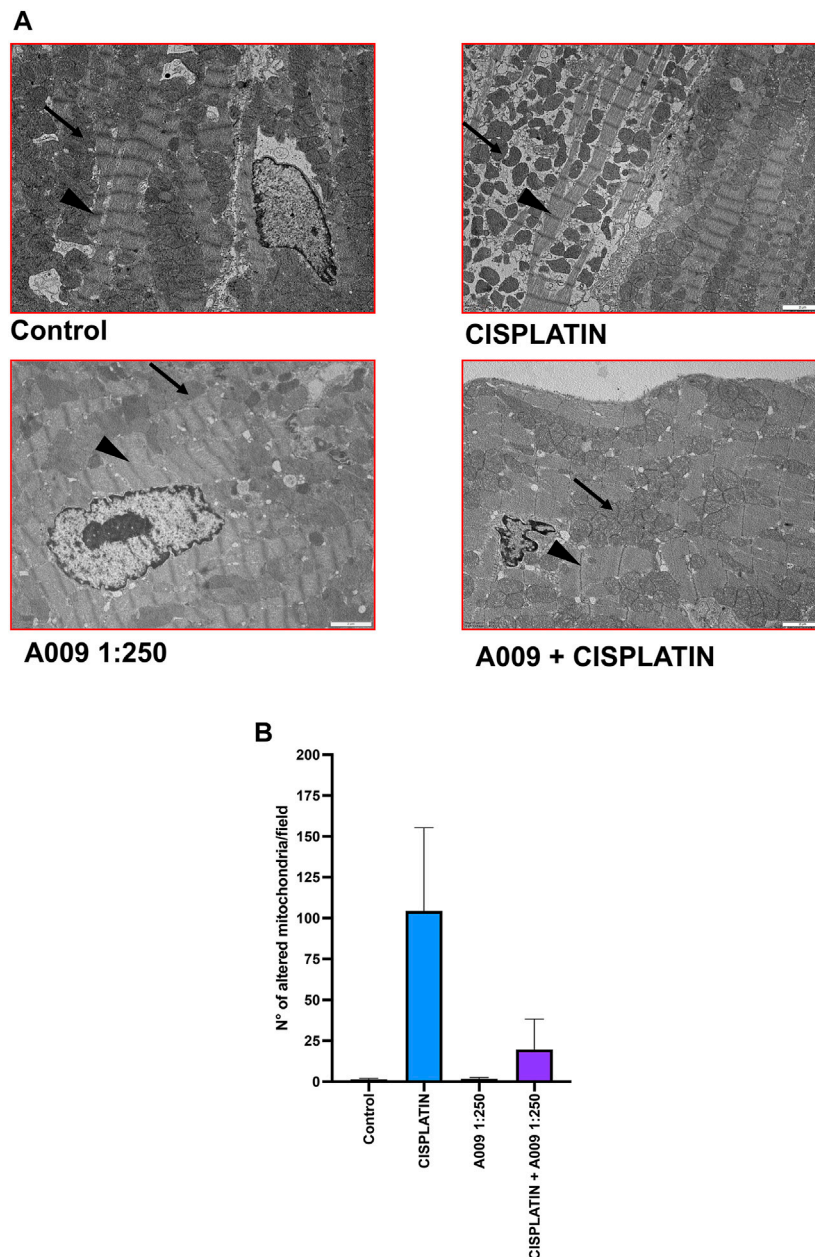 A
Control
CISPLATIN
A009 1:250
A009 + CISPLATIN
B
N° of altered mitochondria/field
200
175
150
125
100
75
50
25
0
Control
CISPLATIN
A009 1:250
CISPLATIN + A009 1:250